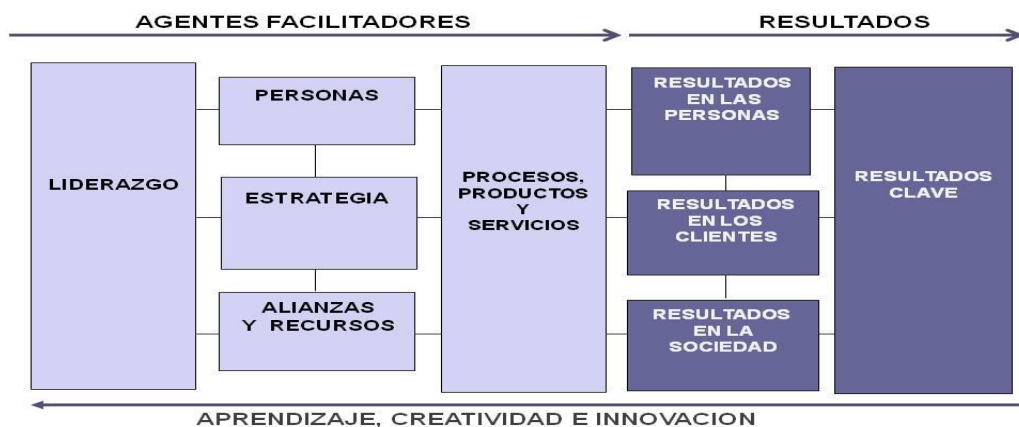 AGENTES FACILITADORES
RESULTADOS
LIDERAZGO
PERSONAS
ESTRATEGIA
ALIANZAS
Y RECURSOS
PROCESOS,
PRODUCTOS
Y
SERVICIOS
RESULTADOS
EN LAS
PERSONAS
RESULTADOS
EN LOS
CLIENTES
RESULTADOS
EN LA
SOCIEDAD
RESULTADOS
CLAVE
APRENDIZAJE, CREATIVIDAD E INNOVACION